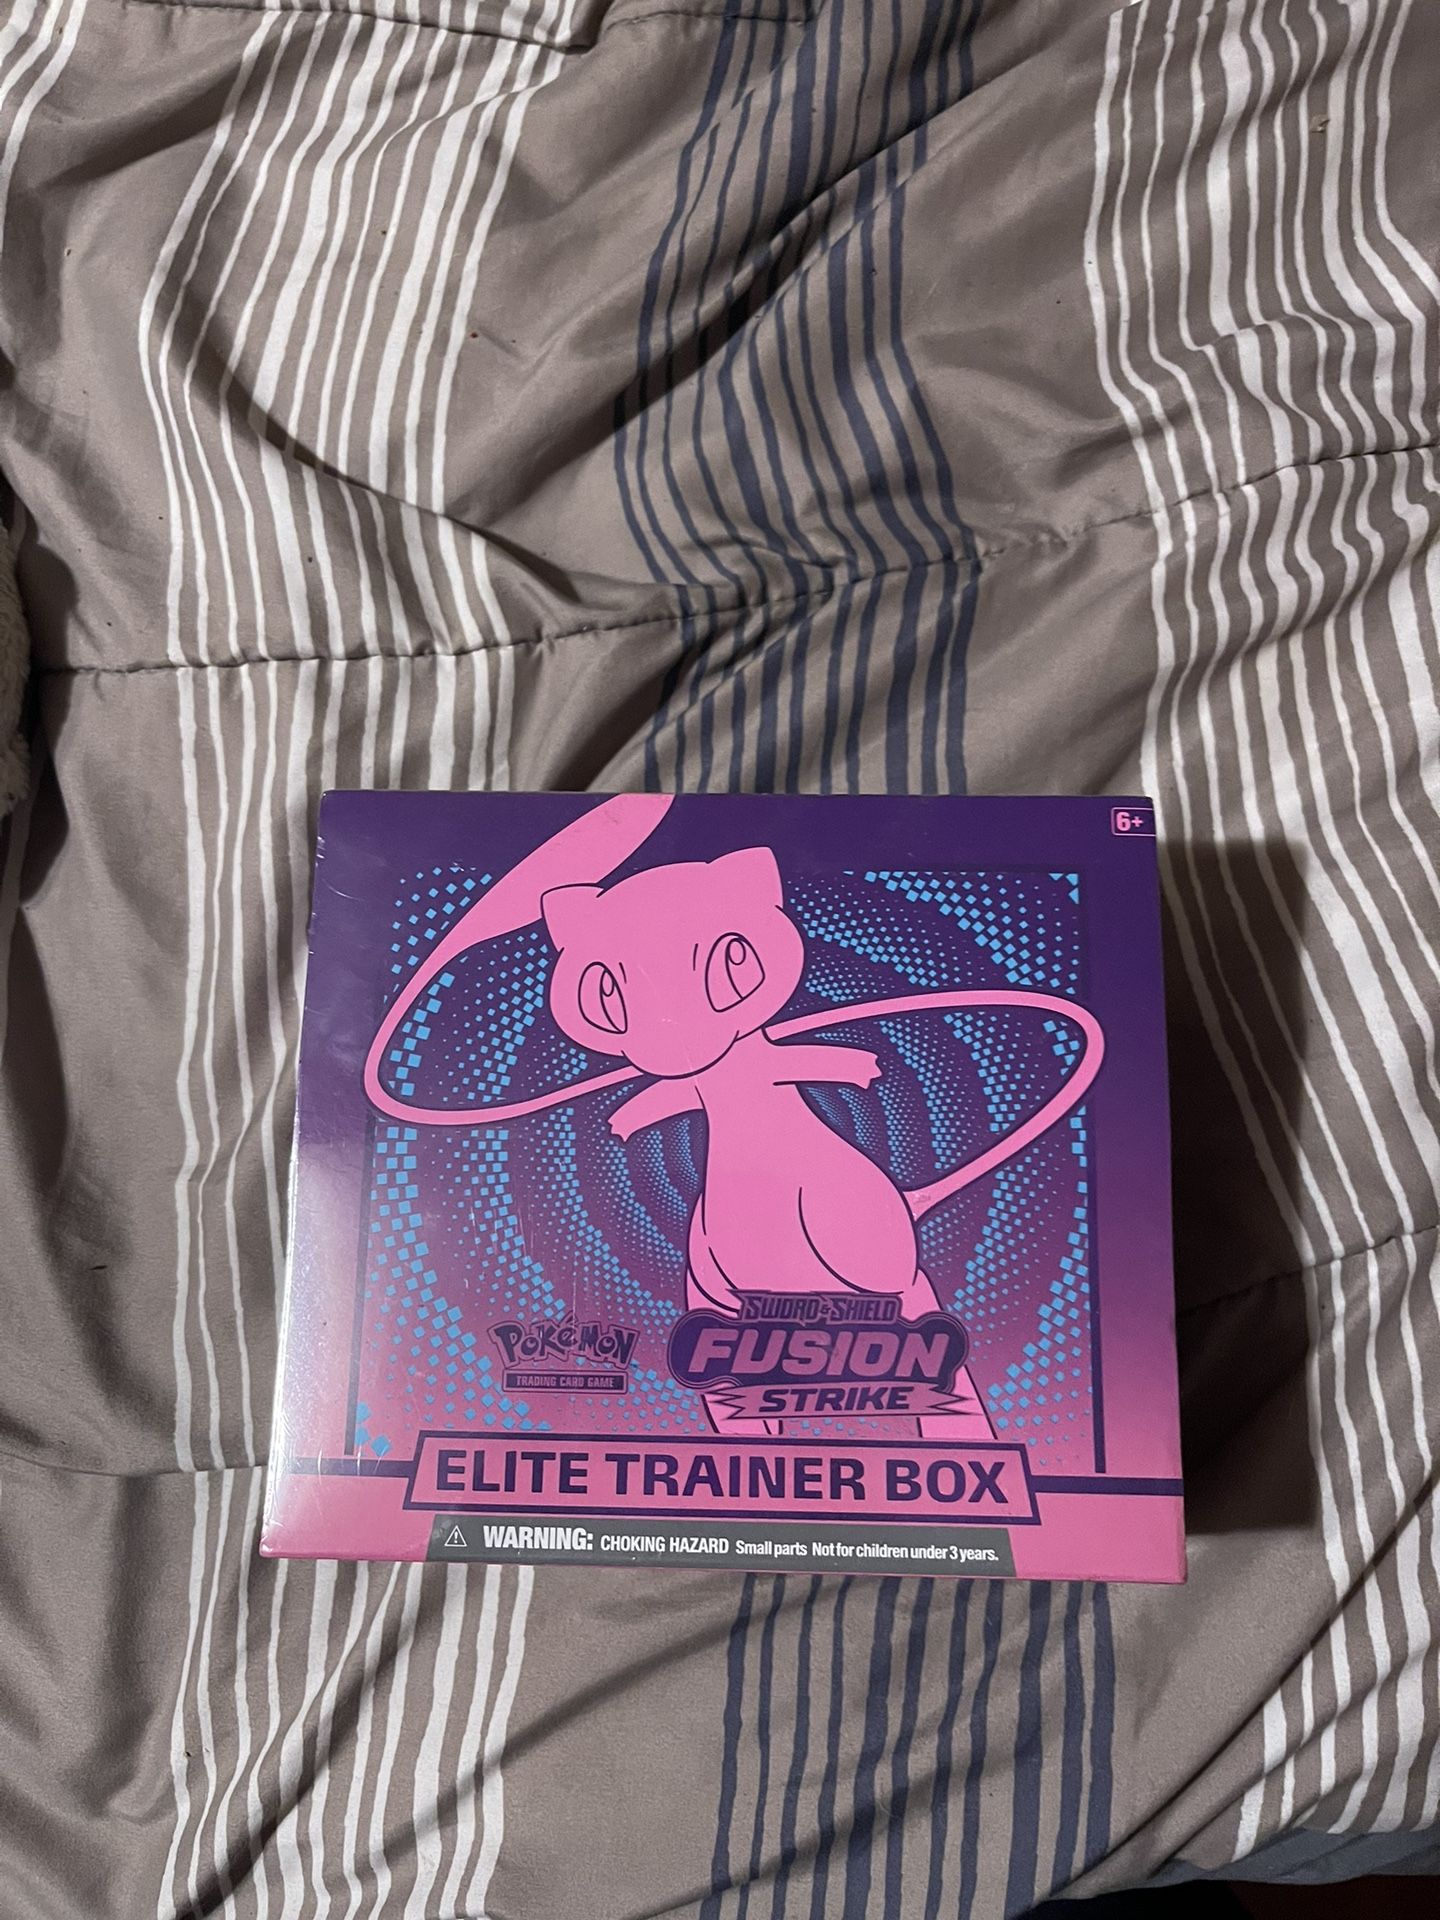 6+
SWORD & SHIELD
FUSION
STRIKE
POKéMON
TRADING CARD GAME
ELITE TRAINER BOX
⚠ WARNING: CHOKING HAZARD Small parts Not for children under 3 years.